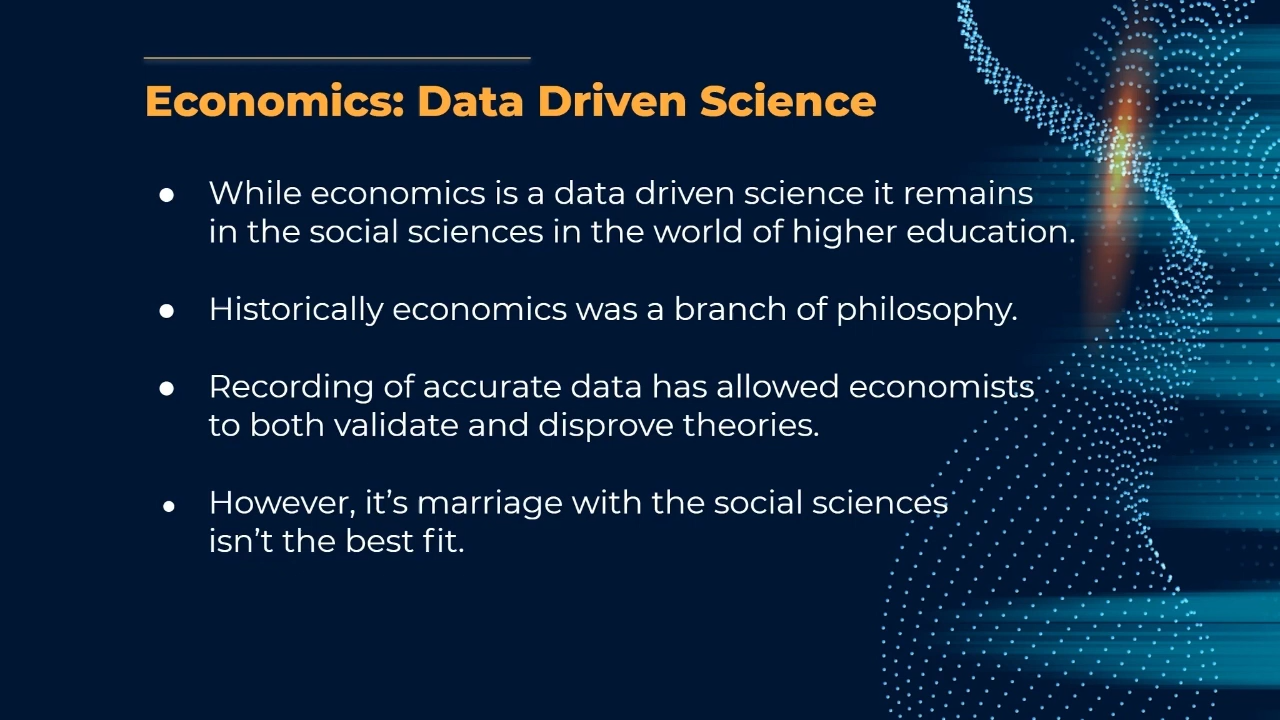 Economics: Data Driven Science
● While economics is a data driven science it remains
in the social sciences in the world of higher education.
● Historically economics was a branch of philosophy.
● Recording of accurate data has allowed economists
to both validate and disprove theories.
● However, it’s marriage with the social sciences
isn’t the best fit.